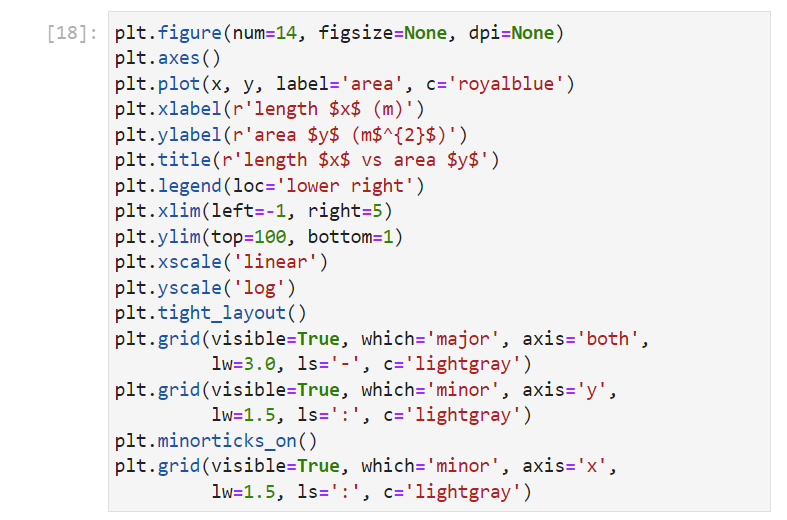 [18]: plt.figure(num=14, figsize=None, dpi=None)
plt.axes()
plt.plot(x, y, label='area', c='royalblue')
plt.xlabel(r'length $x$ (m)')
plt.ylabel(r'area $y$ (m$^{2}$)')
plt.title(r'length $x$ vs area $y$')
plt.legend(loc='lower right')
plt.xlim(left=-1, right=5)
plt.ylim(top=100, bottom=1)
plt.xscale('linear')
plt.yscale('log')
plt.tight_layout()
plt.grid(visible=True, which='major', axis='both',
         lw=3.0, ls='-', c='lightgray')
plt.grid(visible=True, which='minor', axis='y',
         lw=1.5, ls=':', c='lightgray')
plt.minorticks_on()
plt.grid(visible=True, which='minor', axis='x',
         lw=1.5, ls=':', c='lightgray')